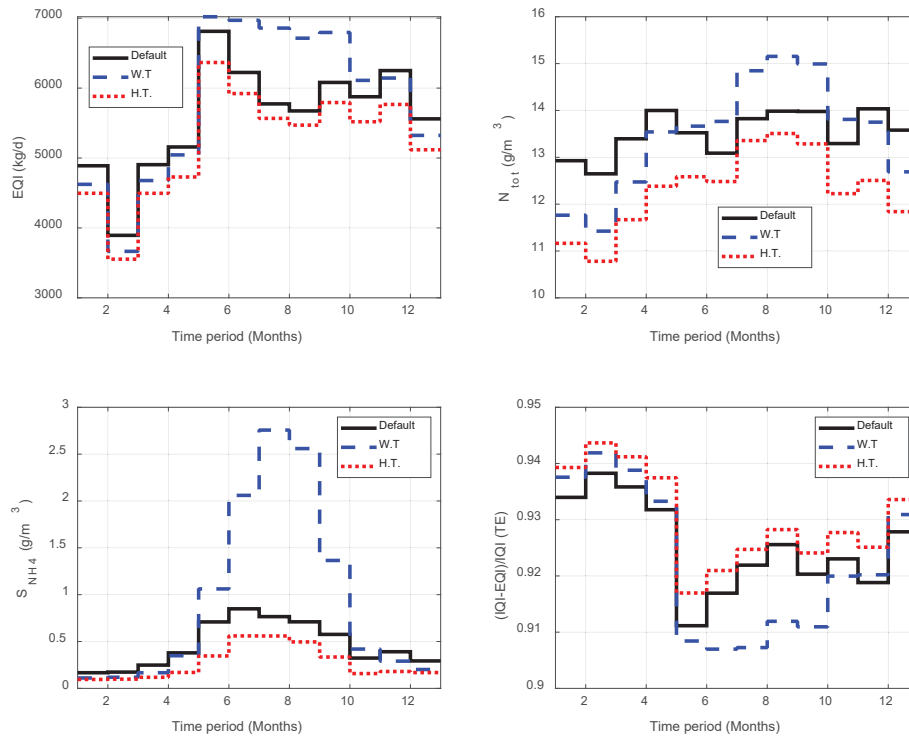 7000
6000
5000
4000
3000
EQI (kg/d)
Default
W.T
H.T.
2
4
6
8
10
12
Time period (Months)
16
15
14
13
12
11
10
N tot (g/m 3)
Default
W.T
H.T.
2
4
6
8
10
12
Time period (Months)
3
2.5
2
1.5
1
0.5
0
S NH4 (g/m 3)
Default
W.T
H.T.
2
4
6
8
10
12
Time period (Months)
0.95
0.94
0.93
0.92
0.91
0.9
(IQI-EQI)/IQI (TE)
Default
W.T
H.T.
2
4
6
8
10
12
Time period (Months)